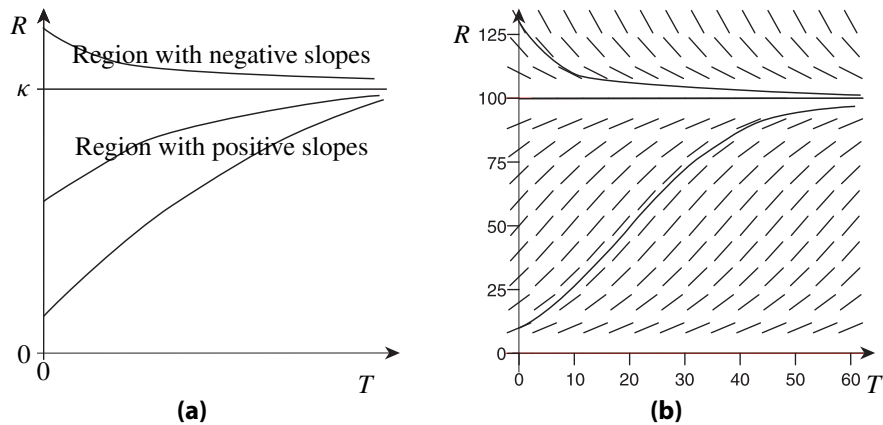 R
Region with negative slopes
κ
Region with positive slopes
0
0
T
(a)
R
125
100
75
50
25
0
0 10 20 30 40 50 60 T
(b)